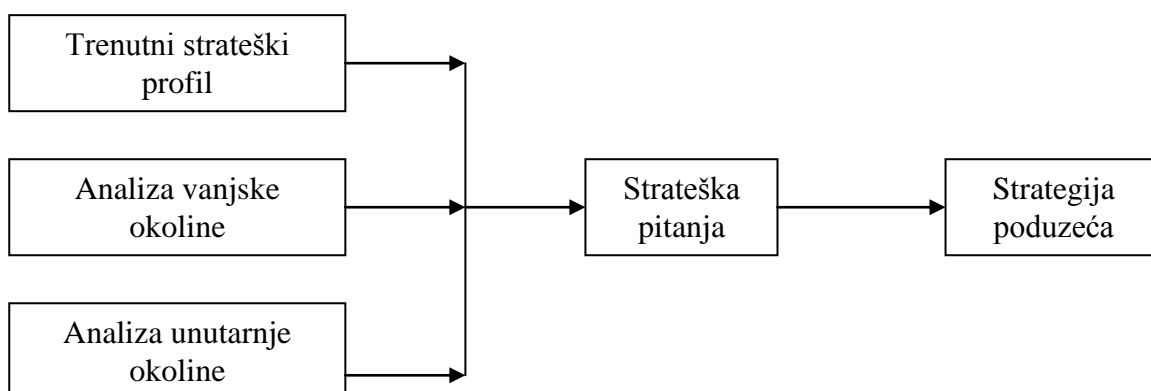 Trenutni strateški
profil
Analiza vanjske
okoline
Strateška
pitanja
Strategija
poduzeća
Analiza unutarnje
okoline